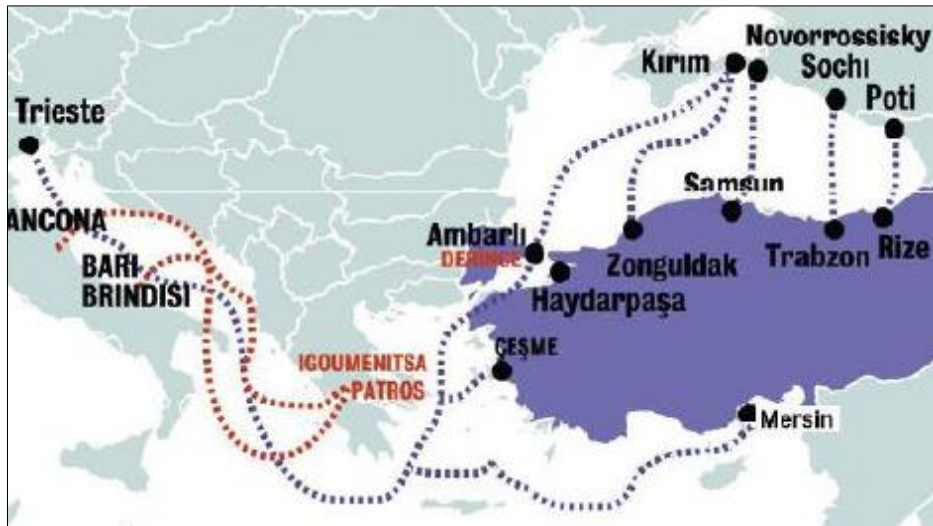 Novorrossisky
Kırım
Sochı
Poti
Trieste
Samsun
ANCONA
Ambarlı
DERINCE
BARI
BRINDISI
Zonguldak
Trabzon
Rize
Haydarpaşa
ÇEŞME
IGOUMENITSA
PATROS
Mersin